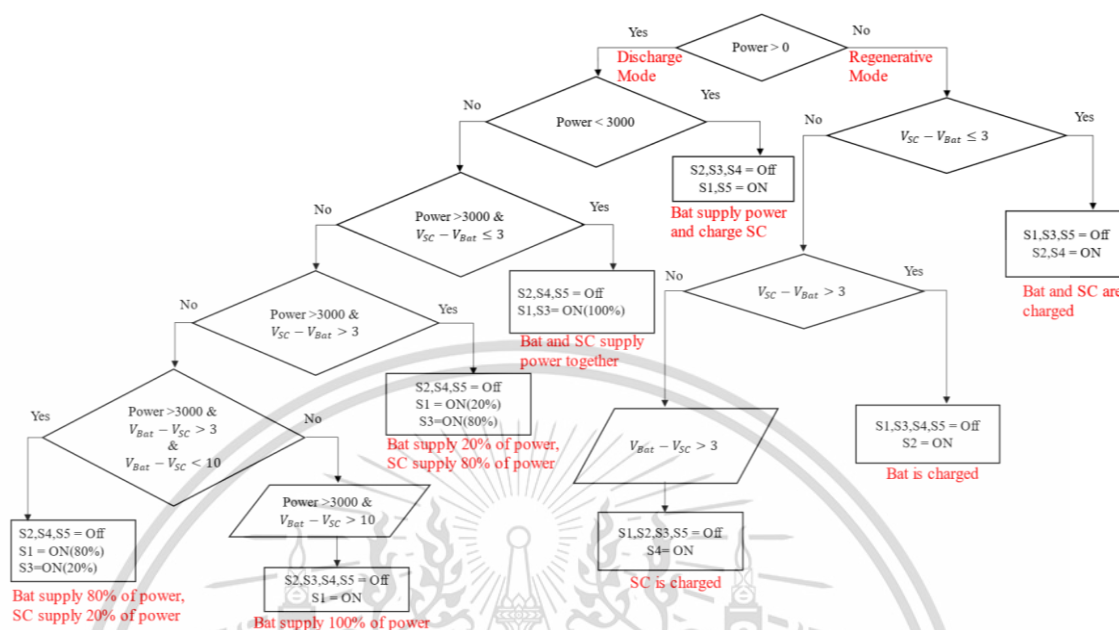 Power > 0
Yes
No
Discharge
Mode
Regenerative
Mode
Power < 3000
No
Yes
V_SC − V_Bat ≤ 3
No
Yes
S2,S3,S4 = Off
S1,S5 = ON
Bat supply power
and charge SC
Power >3000 &
V_SC − V_Bat ≤ 3
No
Yes
S1,S3,S5 = Off
S2,S4 = ON
Bat and SC are
charged
S2,S4,S5 = Off
S1,S3= ON(100%)
Bat and SC supply
power together
V_SC − V_Bat > 3
No
Yes
Power >3000 &
V_SC − V_Bat > 3
No
Yes
S2,S4,S5 = Off
S1 = ON(20%)
S3=ON(80%)
Bat supply 20% of power,
SC supply 80% of power
S1,S3,S4,S5 = Off
S2 = ON
Bat is charged
Power >3000 &
V_Bat − V_SC > 3
&
V_Bat − V_SC < 10
Yes
No
V_Bat − V_SC > 3
Power >3000 &
V_Bat − V_SC > 10
S2,S4,S5 = Off
S1 = ON(80%)
S3=ON(20%)
Bat supply 80% of power,
SC supply 20% of power
S2,S3,S4,S5 = Off
S1 = ON
Bat supply 100% of power
S1,S2,S3,S5 = Off
S4= ON
SC is charged